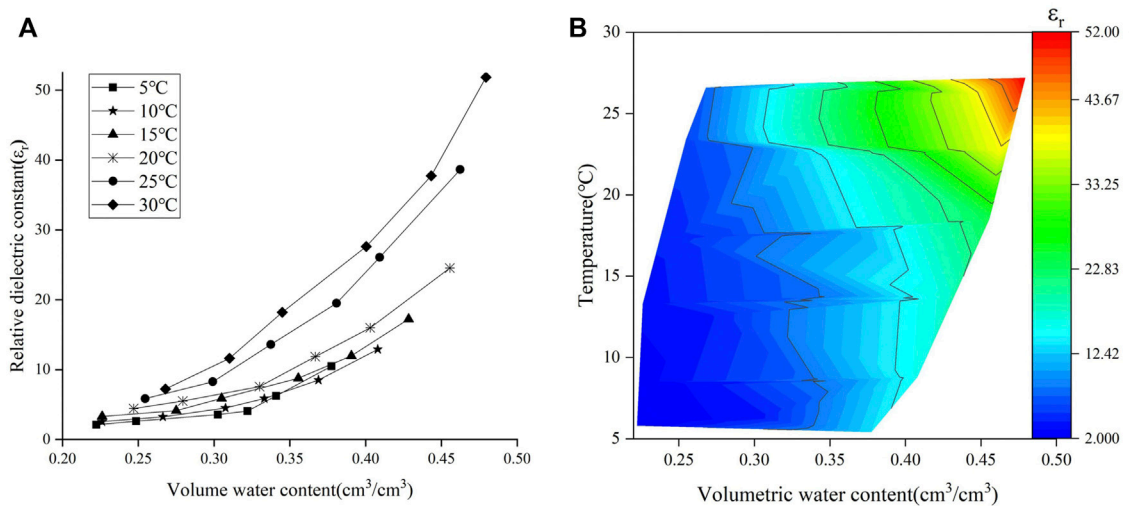 A
Relative dielectric constant(εr)
50
40
30
20
10
0
0.20 0.25 0.30 0.35 0.40 0.45 0.50
Volume water content(cm³/cm³)
5℃
10℃
15℃
20℃
25℃
30℃
B
Temperature(℃)
30
25
20
15
10
5
0.25 0.30 0.35 0.40 0.45 0.50
Volumetric water content(cm³/cm³)
εr
52.00
43.67
33.25
22.83
12.42
2.000